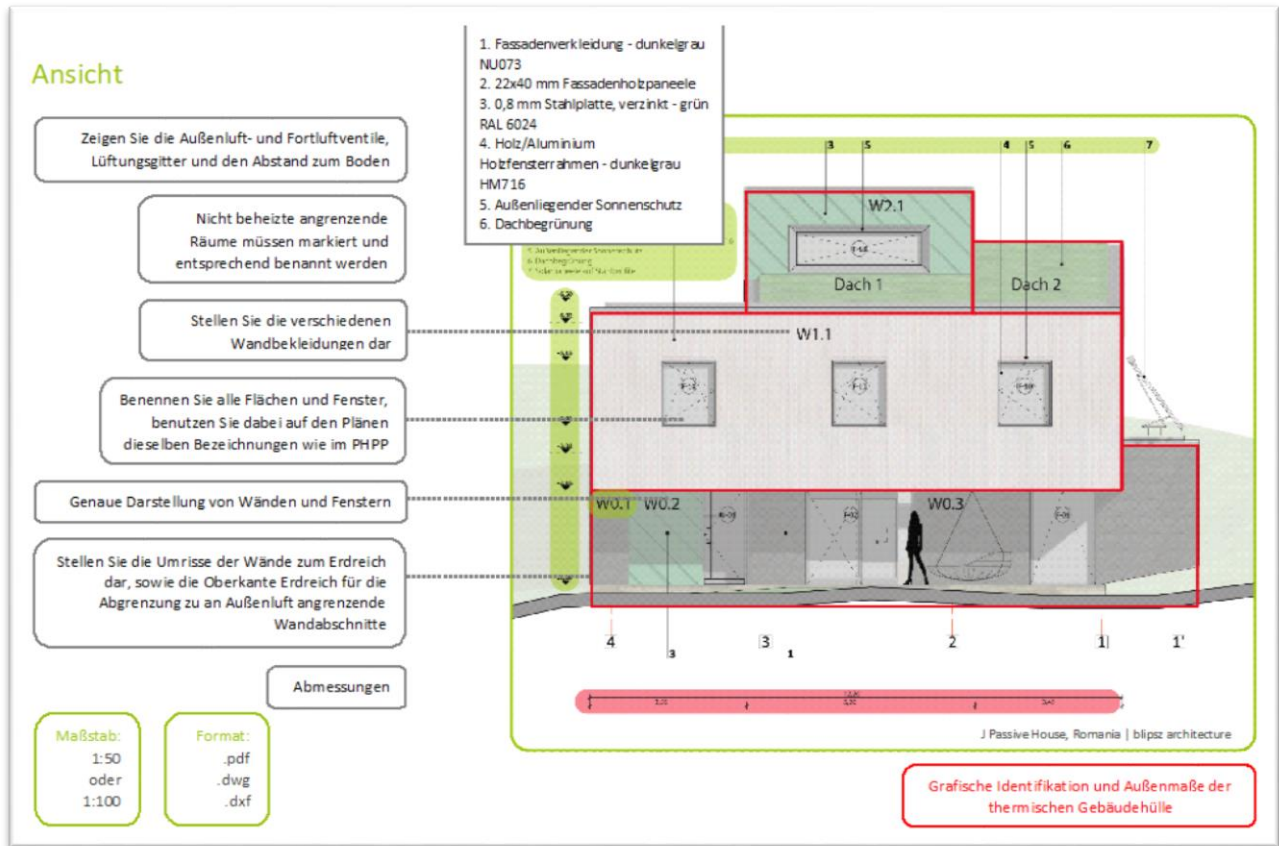 Ansicht
Zeigen Sie die Außenluft- und Fortluftventile,
Lüftungsgitter und den Abstand zum Boden
Nicht beheizte angrenzende
Räume müssen markiert und
entsprechend benannt werden
Stellen Sie die verschiedenen
Wandbekleidungen dar
Benennen Sie alle Flächen und Fenster,
benutzen Sie dabei auf den Plänen
dieselben Bezeichnungen wie im PHPP
Genaue Darstellung von Wänden und Fenstern
Stellen Sie die Umrisse der Wände zum Erdreich
dar, sowie die Oberkante Erdreich für die
Abgrenzung zu an Außenluft angrenzende
Wandabschnitte
Abmessungen
Maßstab:
1:50
oder
1:100
Format:
.pdf
.dwg
.dxf
1. Fassadenverkleidung - dunkelgrau
NU073
2. 22x40 mm Fassadenholzpaneele
3. 0,8 mm Stahlplatte, verzinkt - grün
RAL 6024
4. Holz/Aluminium
Holzfensterrahmen - dunkelgrau
HM716
5. Außenliegender Sonnenschutz
6. Dachbegrünung
5. Außenliegender Sonnenschutz
6. Dachbegrünung
3 5 4 5 6 7
W2.1
Dach 1 Dach 2
W1.1
W0.1 W0.2 W0.3
4 3 2 1 1'
3 1
J Passive House, Romania | blipsz architecture
Grafische Identifikation und Außenmaße der
thermischen Gebäudehülle